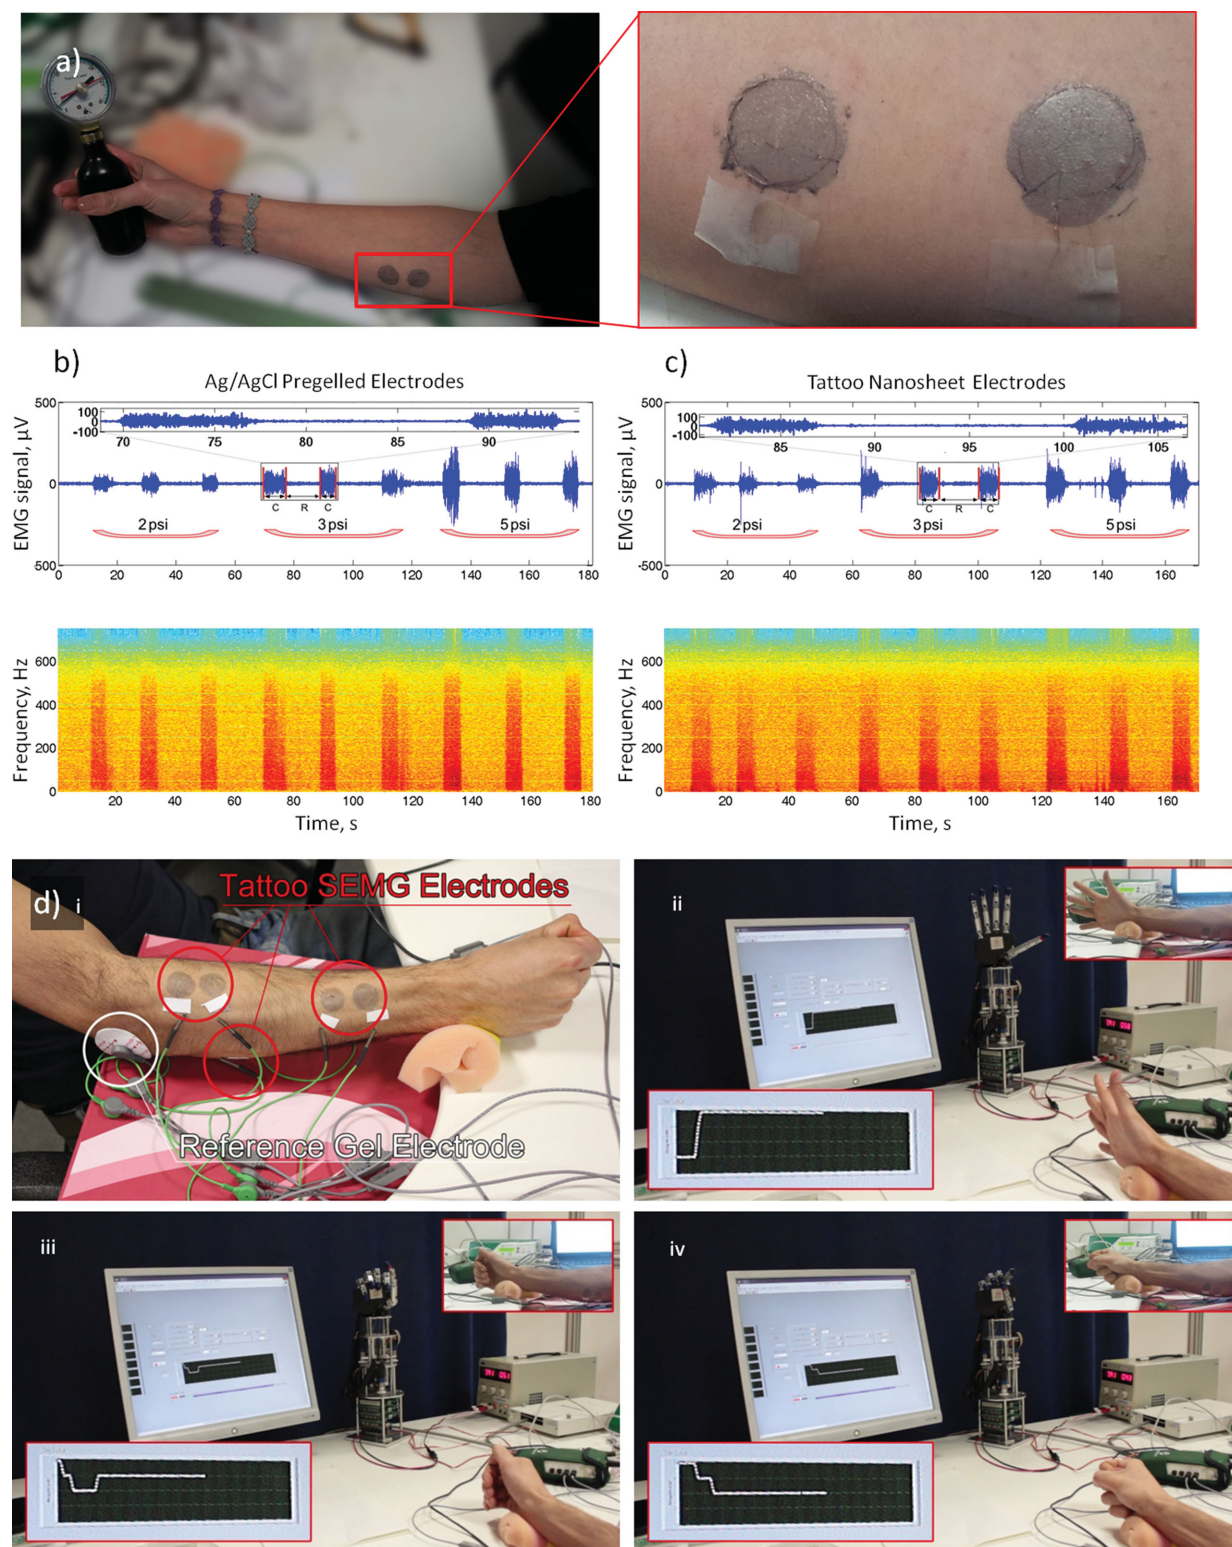 a)
b)
Ag/AgCl Pregelled Electrodes
EMG signal, µV
500
0
-500
100
0
-100
70 75 80 85 90
C R C
2 psi 3 psi 5 psi
0 20 40 60 80 100 120 140 160 180
Frequency, Hz
600
400
200
0
20 40 60 80 100 120 140 160 180
Time, s
c)
Tattoo Nanosheet Electrodes
EMG signal, µV
500
0
-500
100
0
-100
85 90 95 100 105
C R C
2 psi 3 psi 5 psi
0 20 40 60 80 100 120 140 160
Frequency, Hz
600
400
200
0
20 40 60 80 100 120 140 160
Time, s
d) i
Tattoo SEMG Electrodes
Reference Gel Electrode
ii
iii
iv